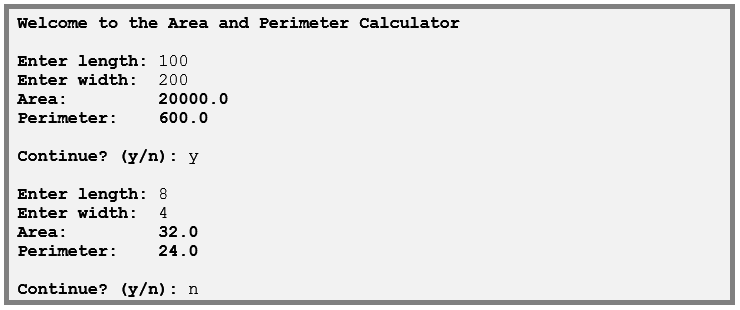 Welcome to the Area and Perimeter Calculator
Enter length: 100
Enter width: 200
Area: 20000.0
Perimeter: 600.0
Continue? (y/n): y
Enter length: 8
Enter width: 4
Area: 32.0
Perimeter: 24.0
Continue? (y/n): n